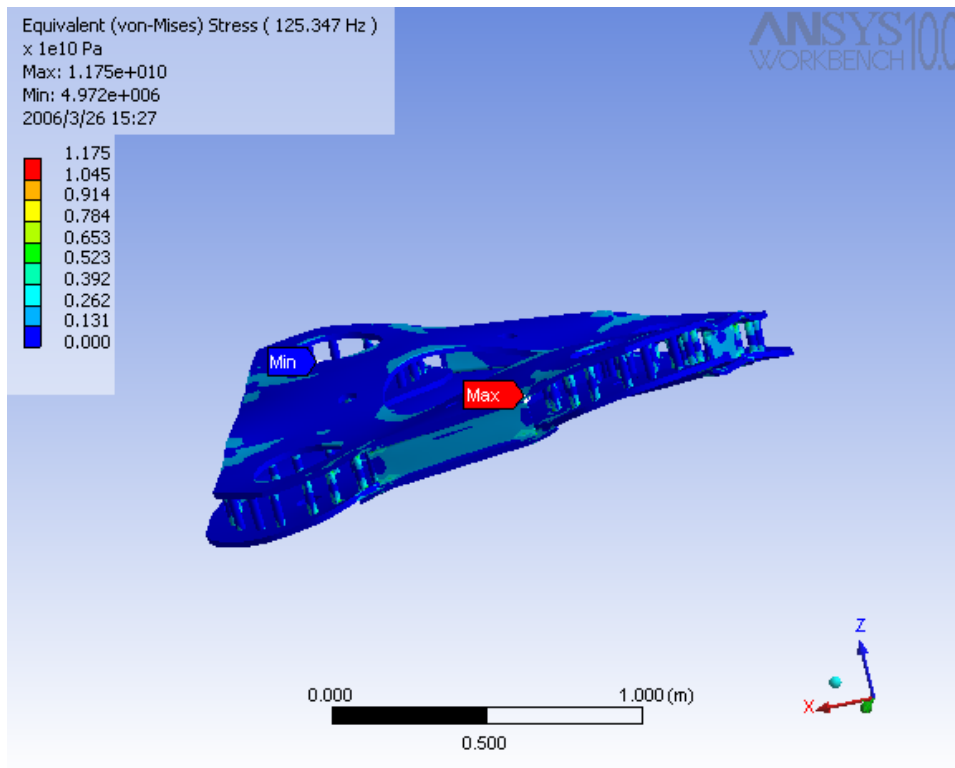 Equivalent (von-Mises) Stress ( 125.347 Hz )
x 1e10 Pa
Max: 1.175e+010
Min: 4.972e+006
2006/3/26 15:27
ANSYS 10.0
WORKBENCH
1.175
1.045
0.914
0.784
0.653
0.523
0.392
0.262
0.131
0.000
Min
Max
Z
X
0.000 1.000 (m)
0.500